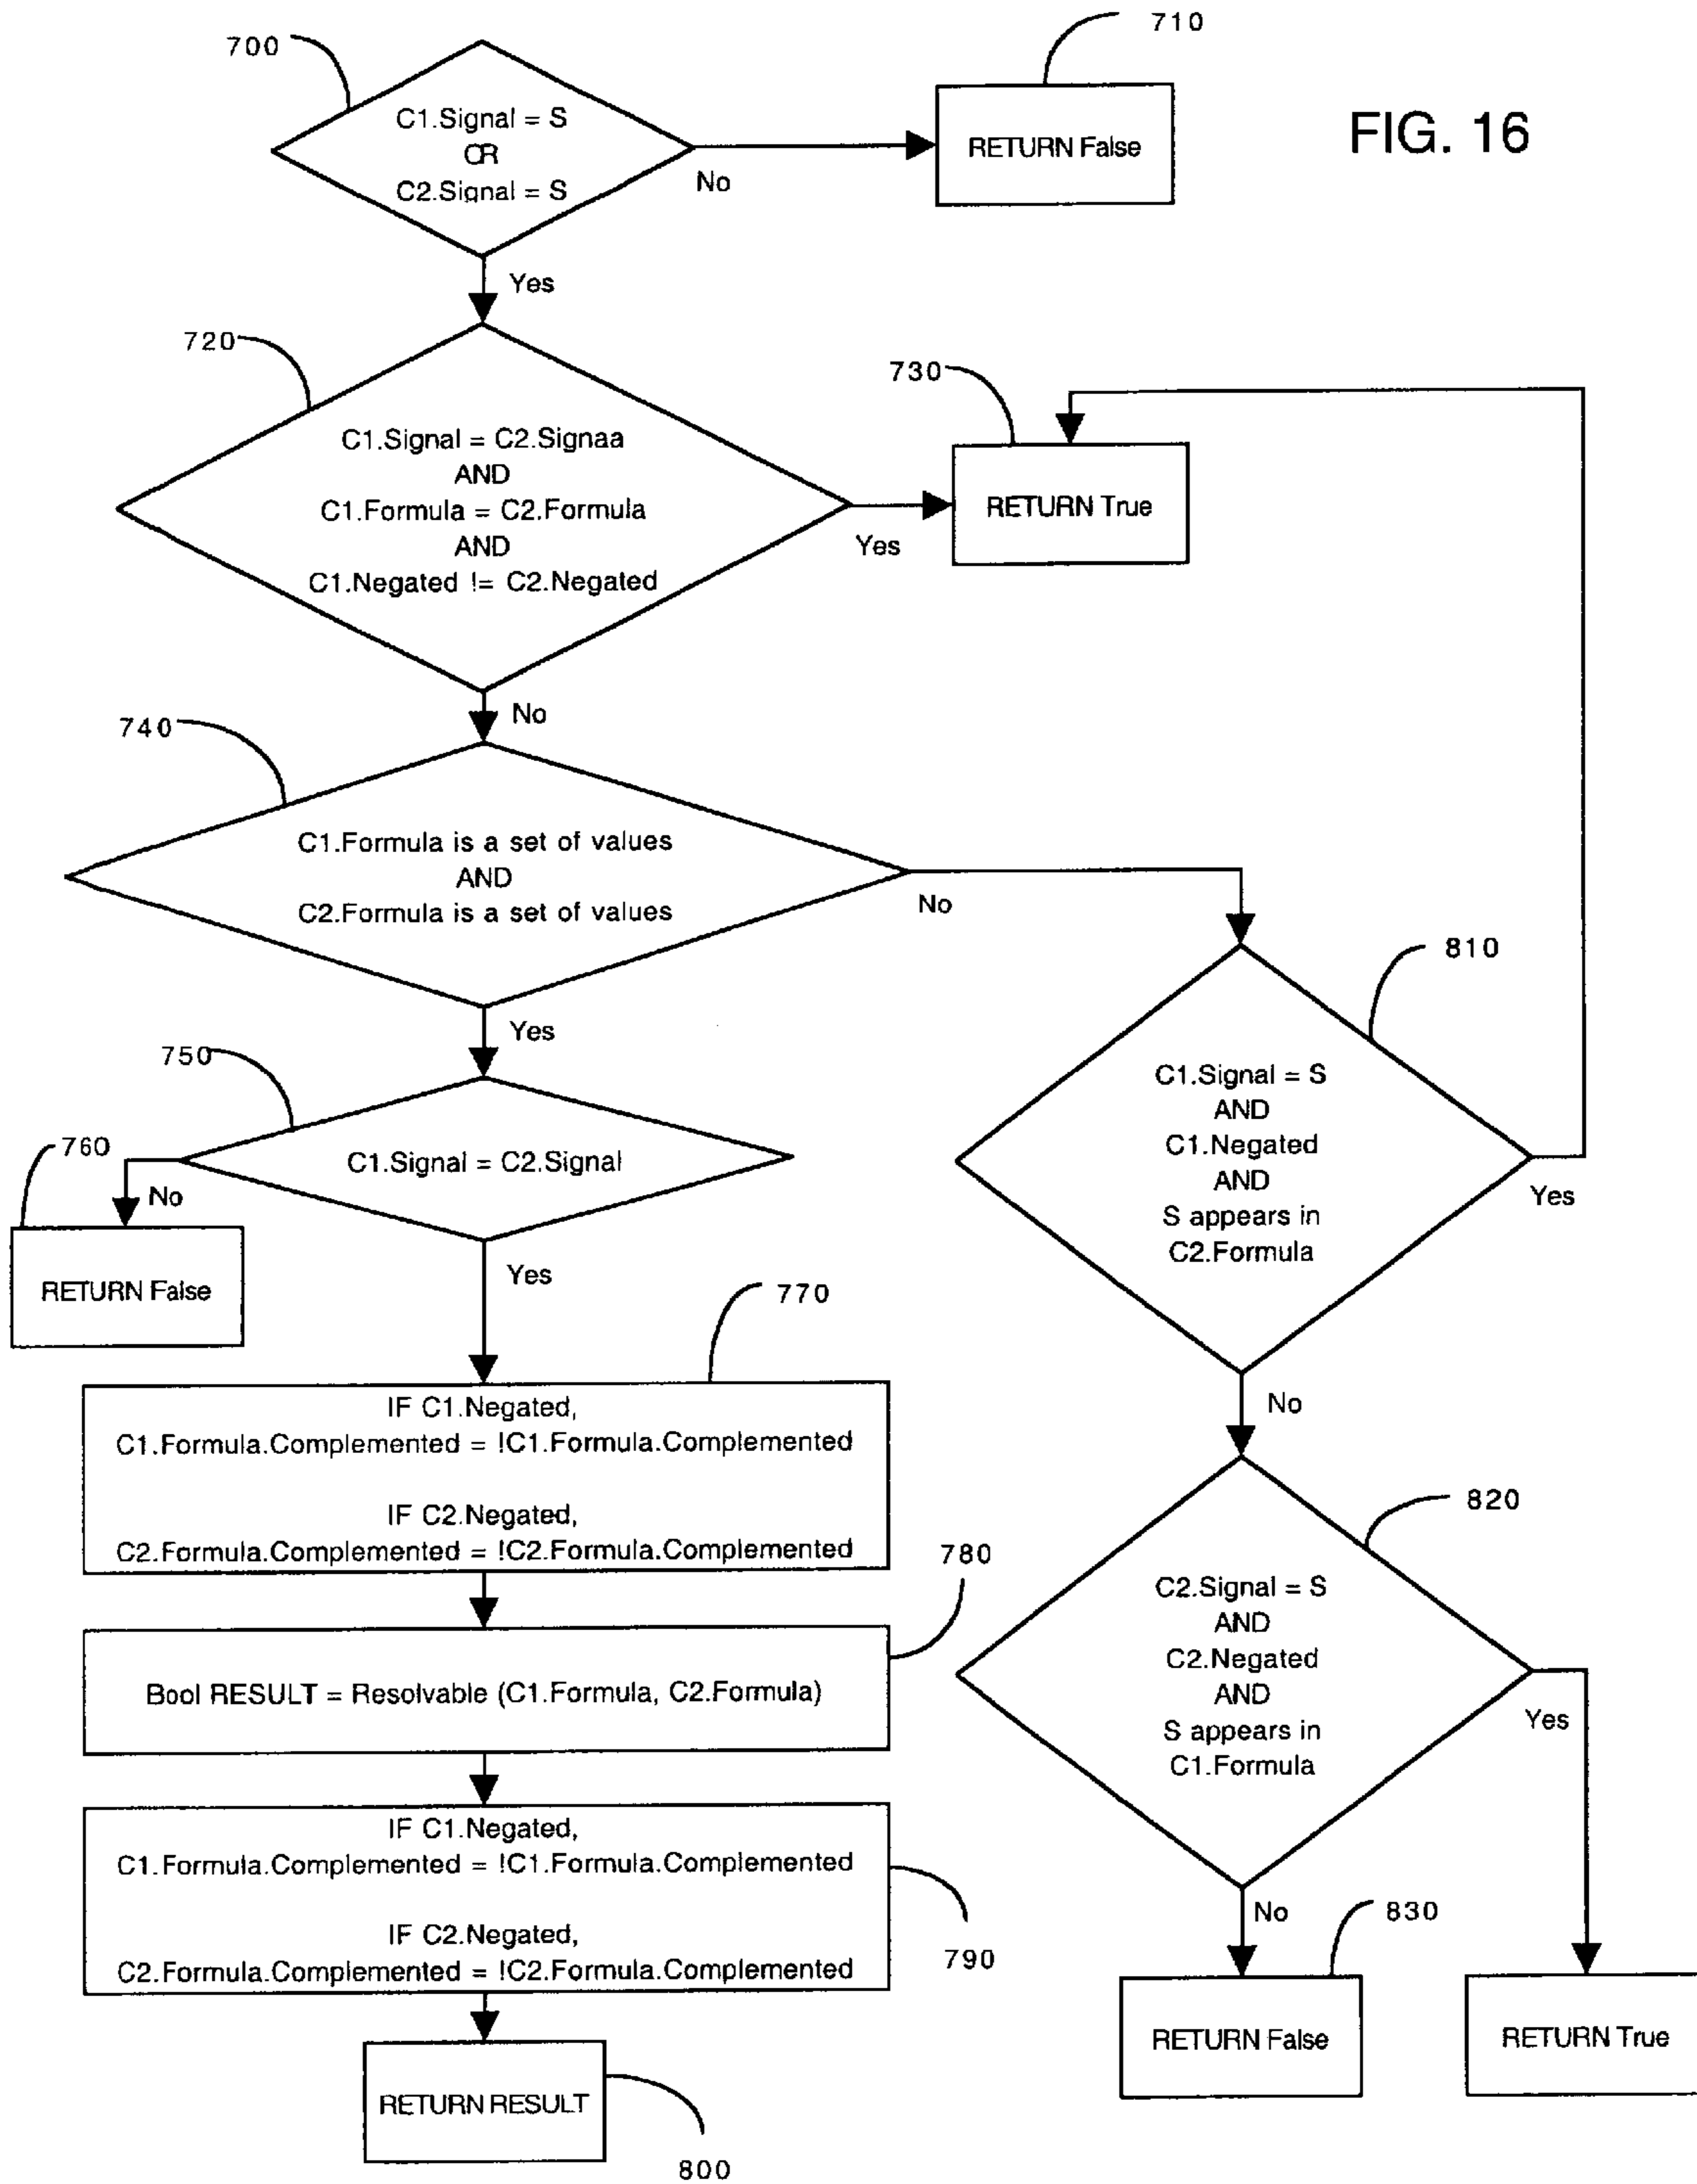 700
710
FIG. 16
C1.Signal = S
OR
C2.Signal = S
No
RETURN False
Yes
720
730
C1.Signal = C2.Signaa
AND
C1.Formula = C2.Formula
AND
C1.Negated != C2.Negated
Yes
RETURN True
No
740
C1.Formula is a set of values
AND
C2.Formula is a set of values
No
Yes
810
750
C1.Signal = S
AND
C1.Negated
AND
S appears in
C2.Formula
Yes
No
760
C1.Signal = C2.Signal
No
RETURN False
Yes
770
IF C1.Negated,
C1.Formula.Complemented = !C1.Formula.Complemented
IF C2.Negated,
C2.Formula.Complemented = !C2.Formula.Complemented
780
Bool RESULT = Resolvable (C1.Formula, C2.Formula)
IF C1.Negated,
C1.Formula.Complemented = !C1.Formula.Complemented
IF C2.Negated,
C2.Formula.Complemented = !C2.Formula.Complemented
790
RETURN RESULT
800
820
C2.Signal = S
AND
C2.Negated
AND
S appears in
C1.Formula
Yes
No
830
RETURN False
RETURN True